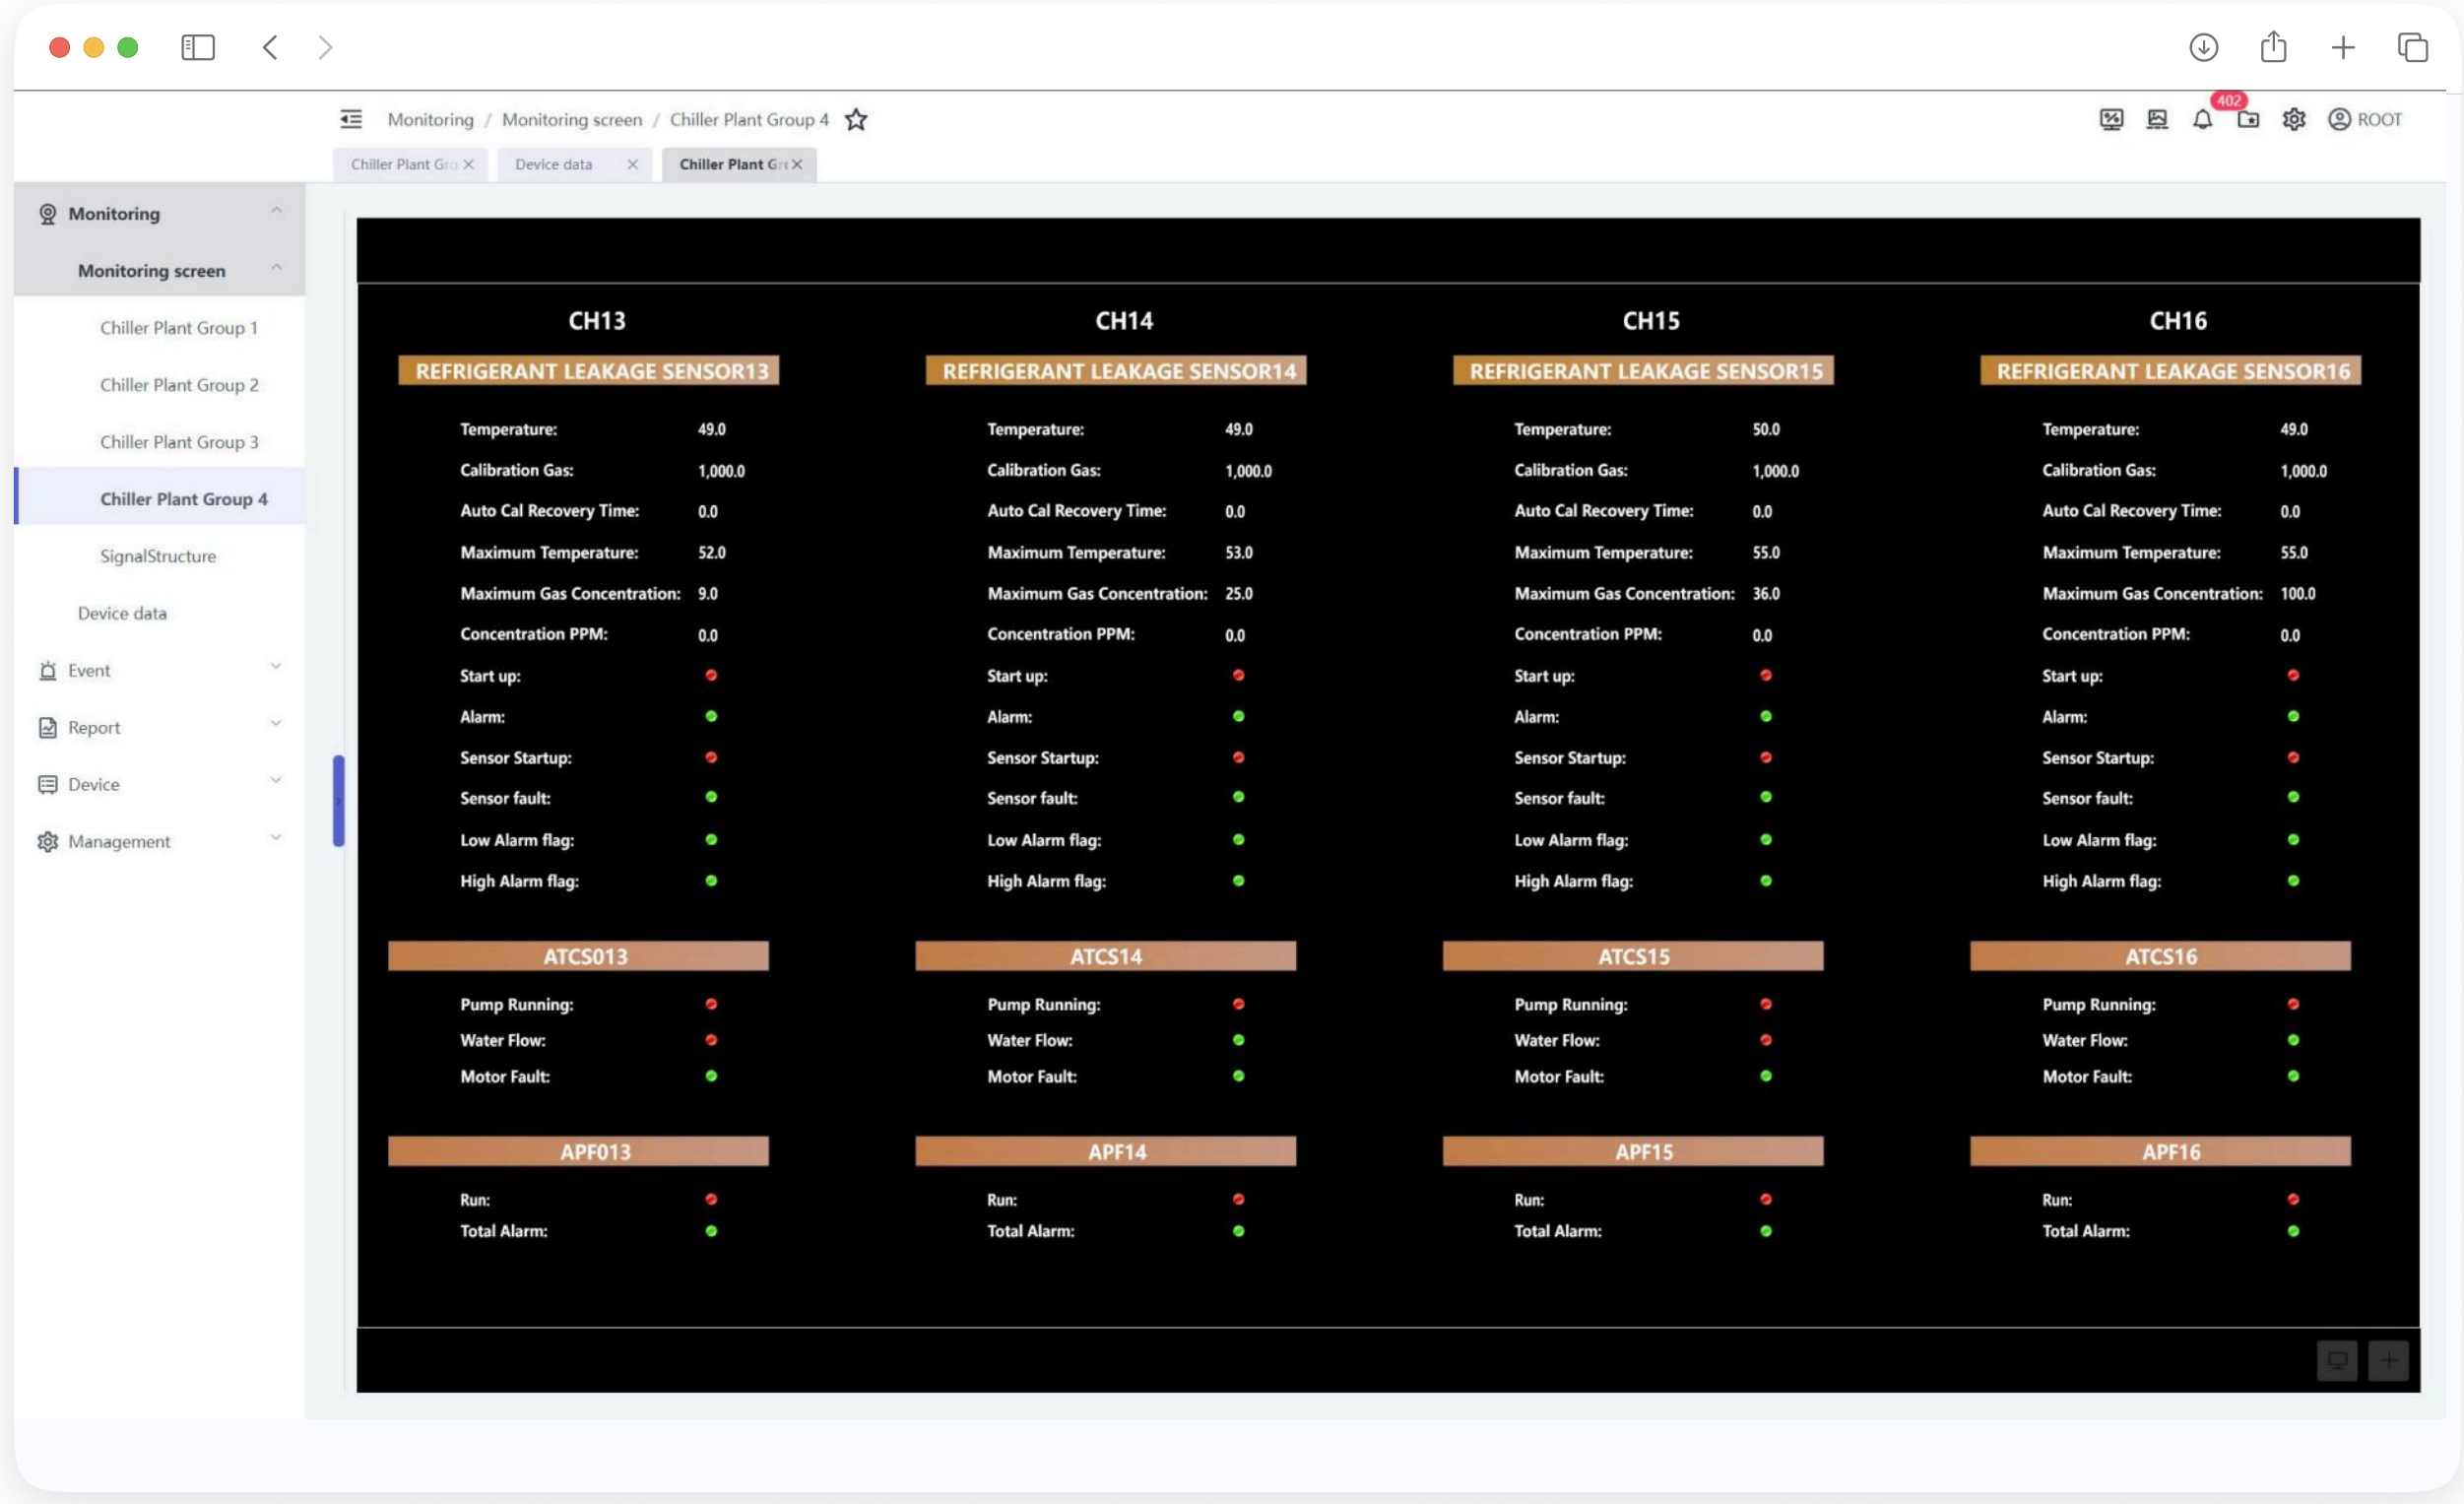 402
Monitoring / Monitoring screen / Chiller Plant Group 4
ROOT
Chiller Plant Gro
Device data
Chiller Plant Gr
Monitoring
Monitoring screen
Chiller Plant Group 1
Chiller Plant Group 2
Chiller Plant Group 3
Chiller Plant Group 4
SignalStructure
Device data
Event
Report
Device
Management
CH13
REFRIGERANT LEAKAGE SENSOR13
Temperature: 49.0
Calibration Gas: 1,000.0
Auto Cal Recovery Time: 0.0
Maximum Temperature: 52.0
Maximum Gas Concentration: 9.0
Concentration PPM: 0.0
Start up:
Alarm:
Sensor Startup:
Sensor fault:
Low Alarm flag:
High Alarm flag:
ATCS013
Pump Running:
Water Flow:
Motor Fault:
APF013
Run:
Total Alarm:
CH14
REFRIGERANT LEAKAGE SENSOR14
Temperature: 49.0
Calibration Gas: 1,000.0
Auto Cal Recovery Time: 0.0
Maximum Temperature: 53.0
Maximum Gas Concentration: 25.0
Concentration PPM: 0.0
Start up:
Alarm:
Sensor Startup:
Sensor fault:
Low Alarm flag:
High Alarm flag:
ATCS14
Pump Running:
Water Flow:
Motor Fault:
APF14
Run:
Total Alarm:
CH15
REFRIGERANT LEAKAGE SENSOR15
Temperature: 50.0
Calibration Gas: 1,000.0
Auto Cal Recovery Time: 0.0
Maximum Temperature: 55.0
Maximum Gas Concentration: 36.0
Concentration PPM: 0.0
Start up:
Alarm:
Sensor Startup:
Sensor fault:
Low Alarm flag:
High Alarm flag:
ATCS15
Pump Running:
Water Flow:
Motor Fault:
APF15
Run:
Total Alarm:
CH16
REFRIGERANT LEAKAGE SENSOR16
Temperature: 49.0
Calibration Gas: 1,000.0
Auto Cal Recovery Time: 0.0
Maximum Temperature: 55.0
Maximum Gas Concentration: 100.0
Concentration PPM: 0.0
Start up:
Alarm:
Sensor Startup:
Sensor fault:
Low Alarm flag:
High Alarm flag:
ATCS16
Pump Running:
Water Flow:
Motor Fault:
APF16
Run:
Total Alarm: